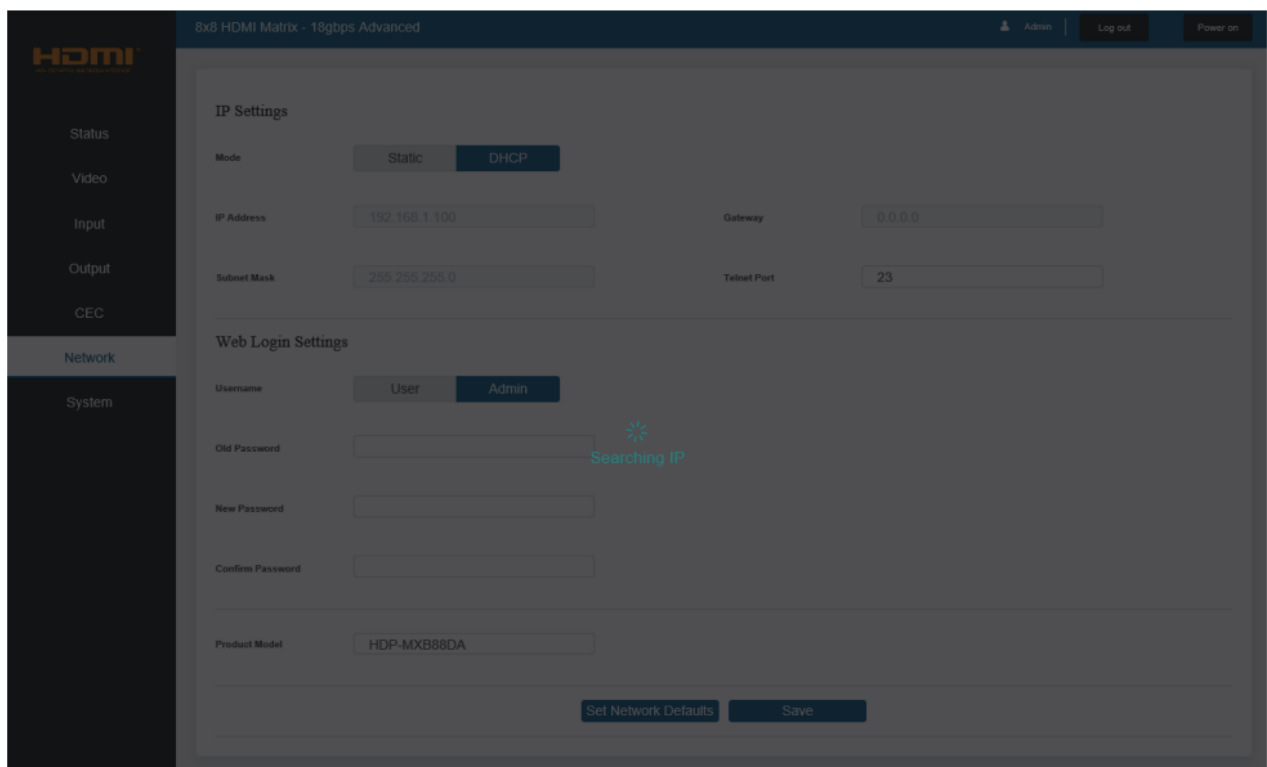 8x8 HDMI Matrix - 18gbps Advanced
Admin
Log out
Power on
HDMI
Status
Video
Input
Output
CEC
Network
System
IP Settings
Mode
Static
DHCP
IP Address
192.168.1.100
Gateway
0.0.0.0
Subnet Mask
255.255.255.0
Telnet Port
23
Web Login Settings
Username
User
Admin
Old Password
Searching IP
New Password
Confirm Password
Product Model
HDP-MXB88DA
Set Network Defaults
Save